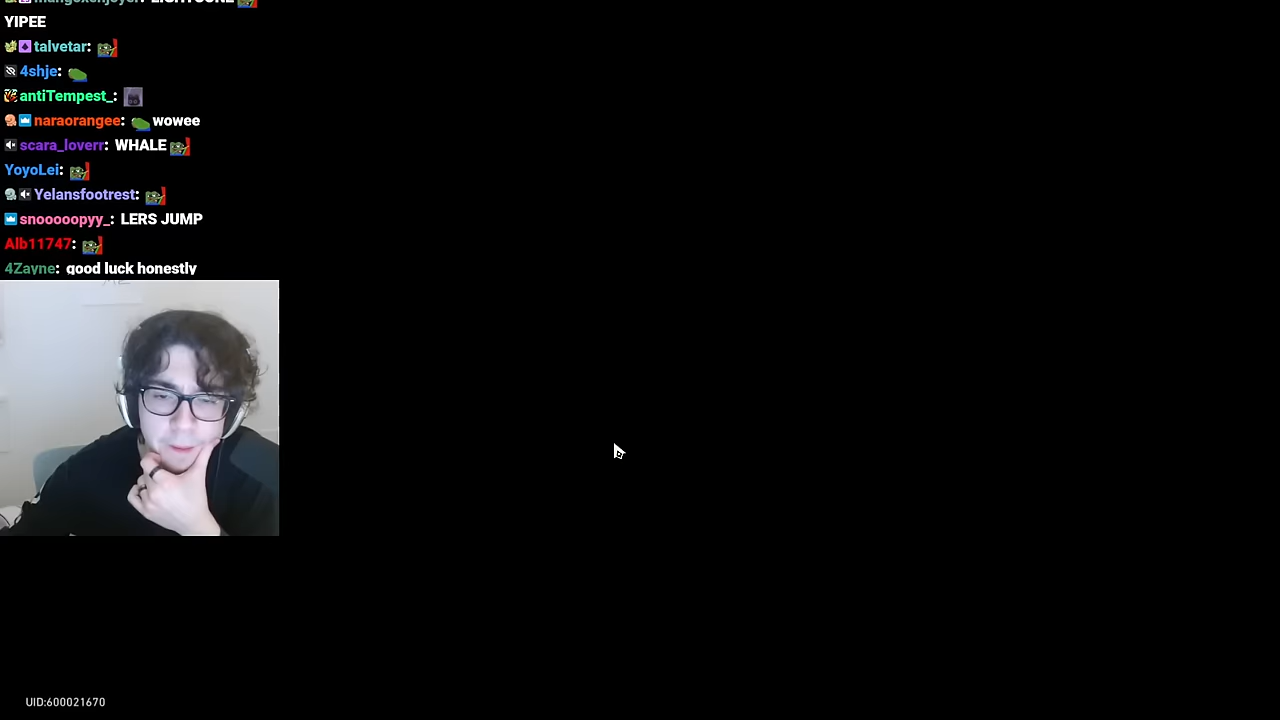 YIPEE
talvetar:
4shje:
antiTempest_:
naraorangee: wowee
scara_loverr: WHALE
YoyoLei:
Yelansfootrest:
snooooopyy_: LERS JUMP
Alb11747:
4Zayne: good luck honestly
UID:600021670